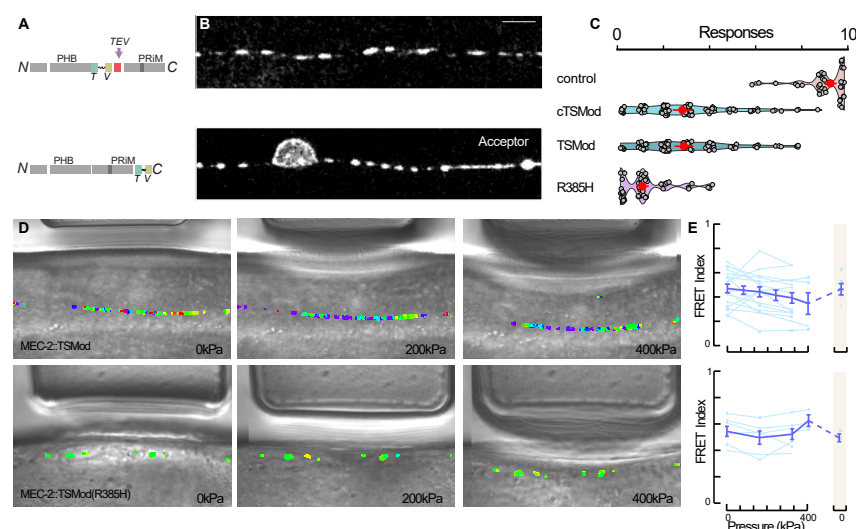 A
TEV
PHB
PRiM
N
C
T
V
PHB
PRiM
N
C
T
V
B
Acceptor
C
Responses
0
10
control
cTSMod
TSMod
R385H
D
MEC-2::TSMod
0kPa
200kPa
400kPa
MEC-2::TSMod(R385H)
0kPa
200kPa
400kPa
E
1
FRET Index
0
1
FRET Index
0
0
400
0
Pressure (kPa)